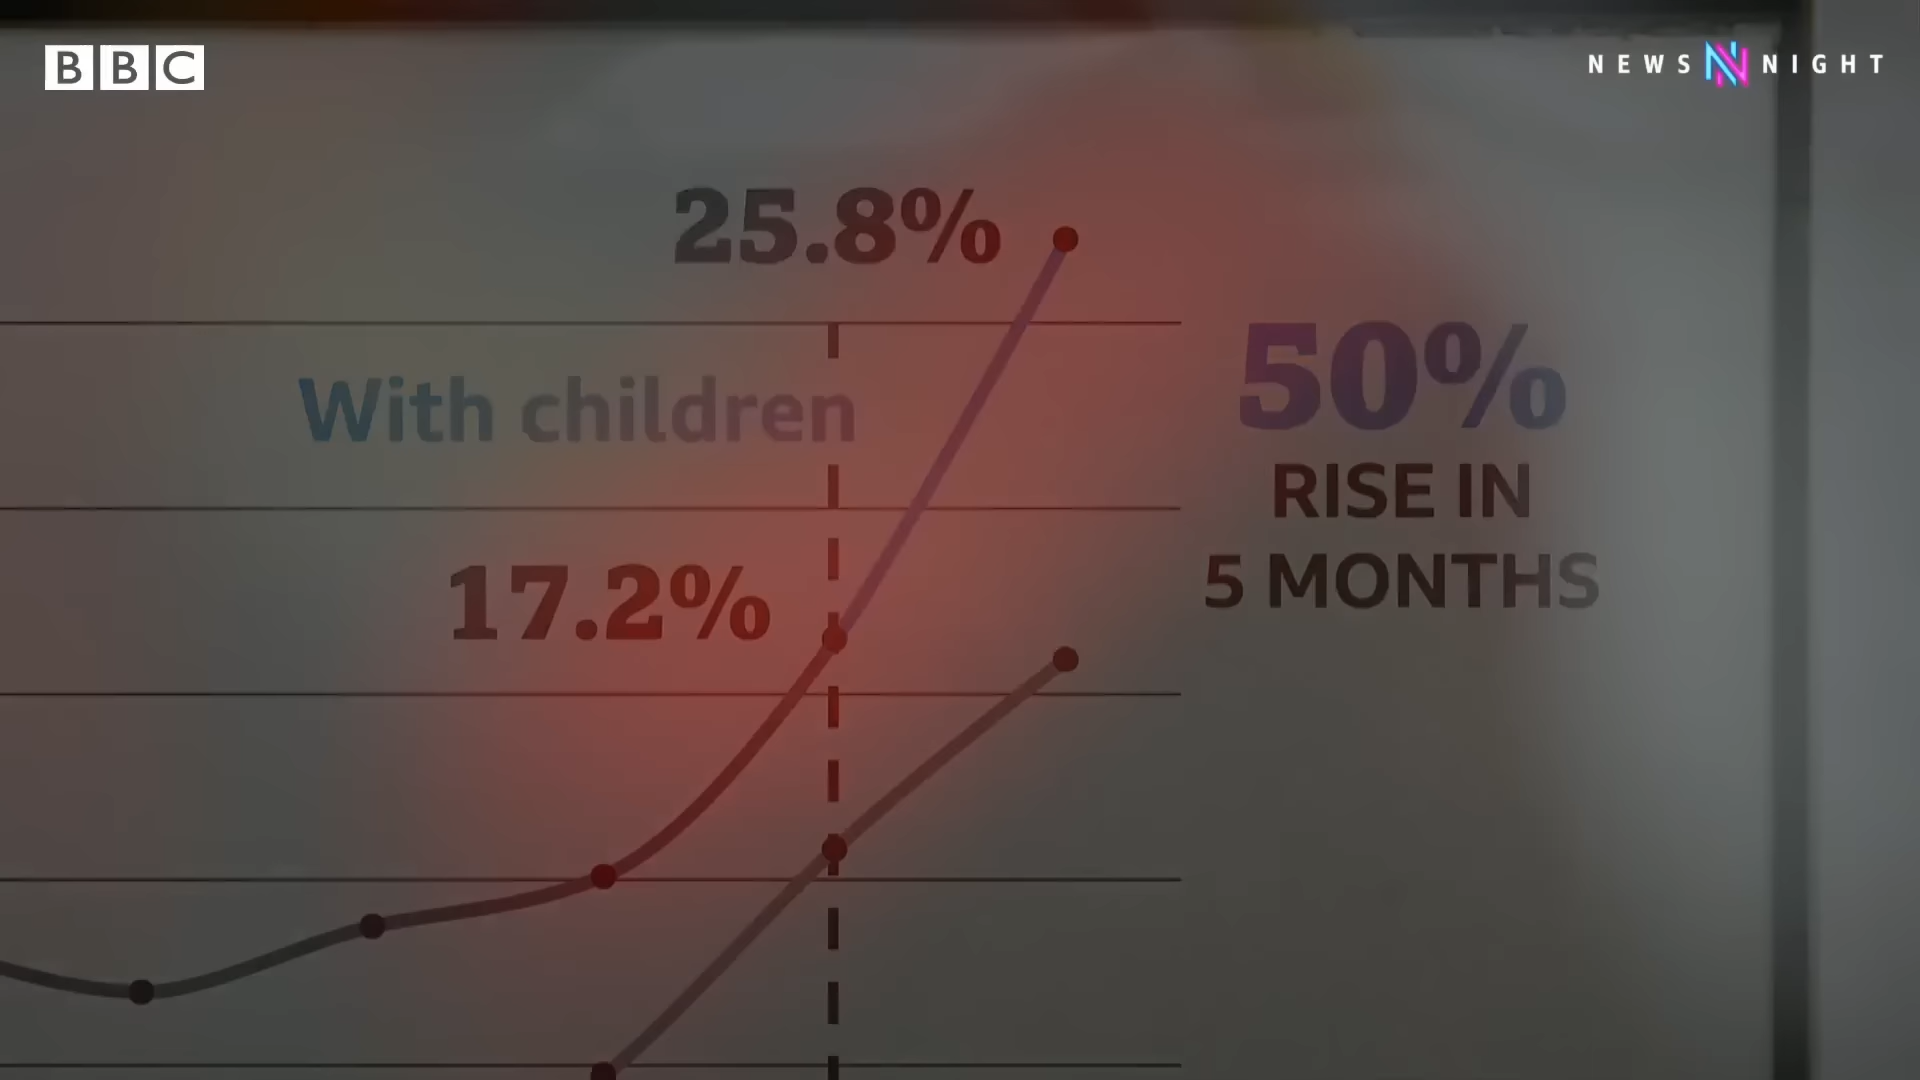 BBC
NEWS NIGHT
25.8%
With children
50%
RISE IN
5 MONTHS
17.2%